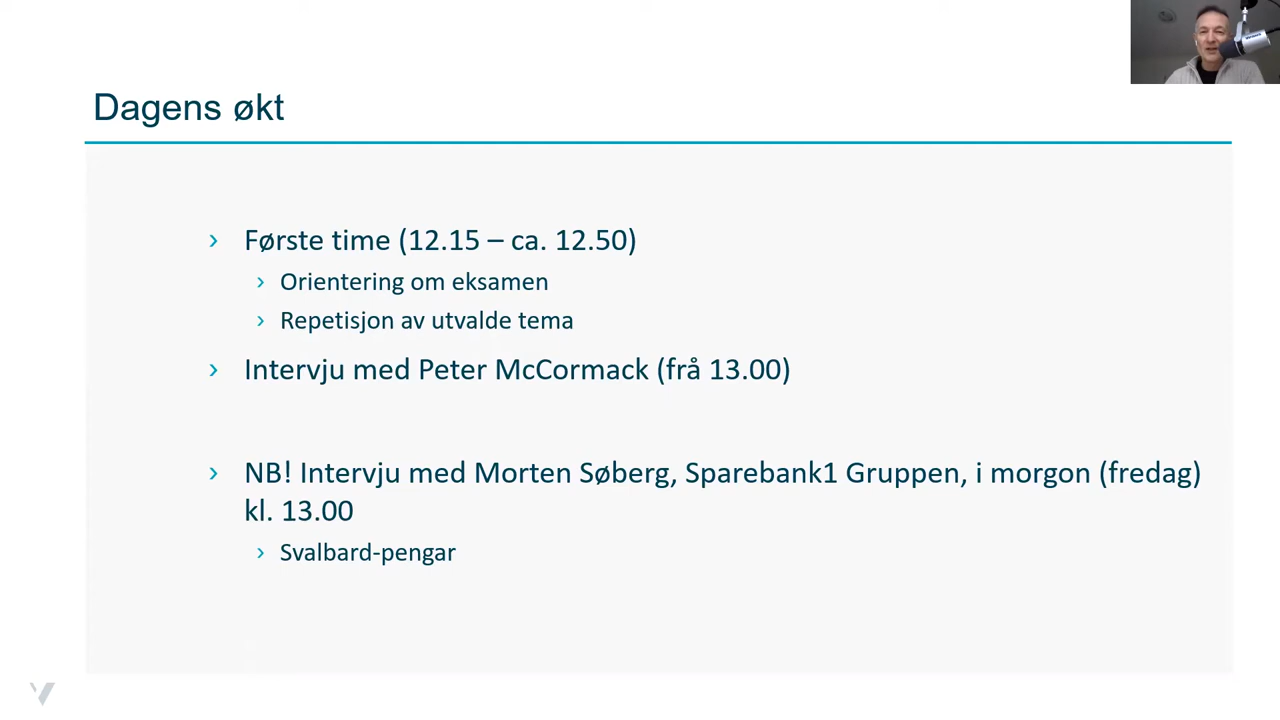 Dagens økt
› Første time (12.15 – ca. 12.50)
› Orientering om eksamen
› Repetisjon av utvalde tema
› Intervju med Peter McCormack (frå 13.00)
› NB! Intervju med Morten Søberg, Sparebank1 Gruppen, i morgon (fredag)
kl. 13.00
› Svalbard-pengar